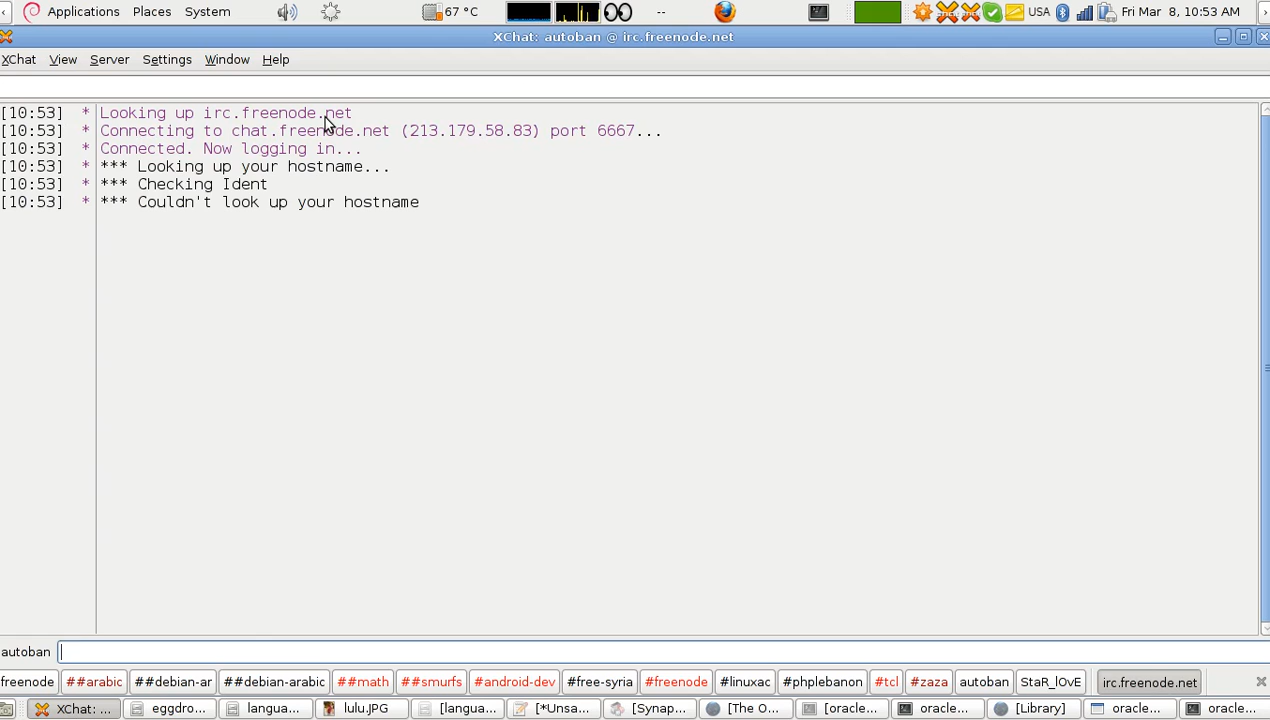 Applications Places System 67 °C -- USA Fri Mar 8, 10:53 AM
XChat: autoban @ irc.freenode.net
XChat View Server Settings Window Help
[10:53] * Looking up irc.freenode.net
[10:53] * Connecting to chat.freenode.net (213.179.58.83) port 6667...
[10:53] * Connected. Now logging in...
[10:53] * *** Looking up your hostname...
[10:53] * *** Checking Ident
[10:53] * *** Couldn't look up your hostname
autoban
freenode ##arabic ##debian-ar ##debian-arabic ##math ##smurfs #android-dev #free-syria #freenode #linuxac #phplebanon #tcl #zaza autoban StaR_lOvE irc.freenode.net
XChat: ... eggdro... langua... lulu.JPG [langua... [*Unsa... [Synap... [The O... [oracle... oracle... [Library] oracle... oracle...